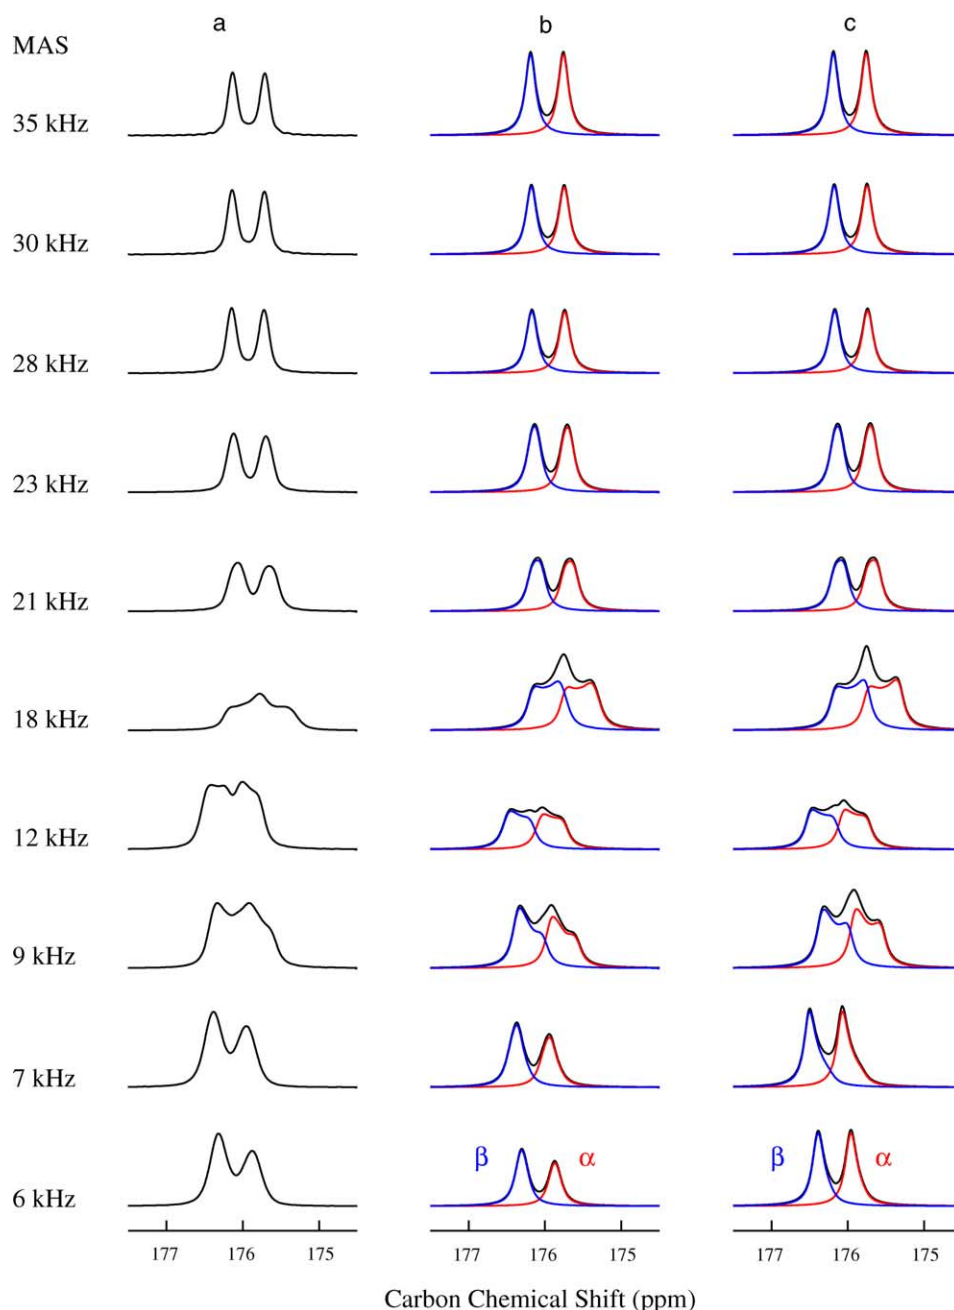 a b c
MAS
35 kHz
30 kHz
28 kHz
23 kHz
21 kHz
18 kHz
12 kHz
9 kHz
7 kHz
β α β α
6 kHz
177 176 175 177 176 175 177 176 175
Carbon Chemical Shift (ppm)